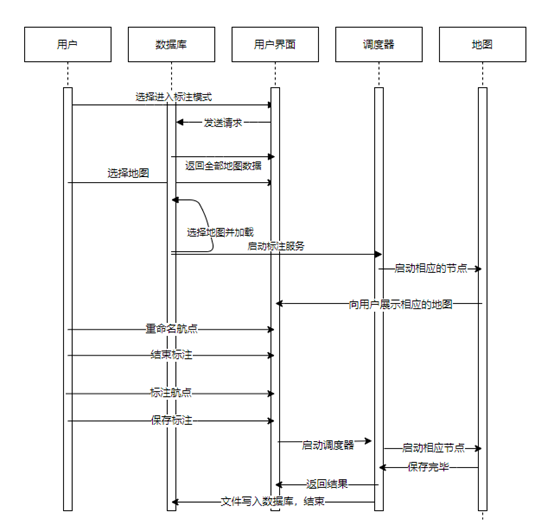 用户
数据库
用户界面
调度器
地图
选择进入标注模式
发送请求
返回全部地图数据
选择地图
选择地图并加载
启动标注服务
启动相应的节点
向用户展示相应的地图
重命名航点
结束标注
标注航点
保存标注
启动调度器
启动相应节点
保存完毕
返回结果
文件写入数据库，结束